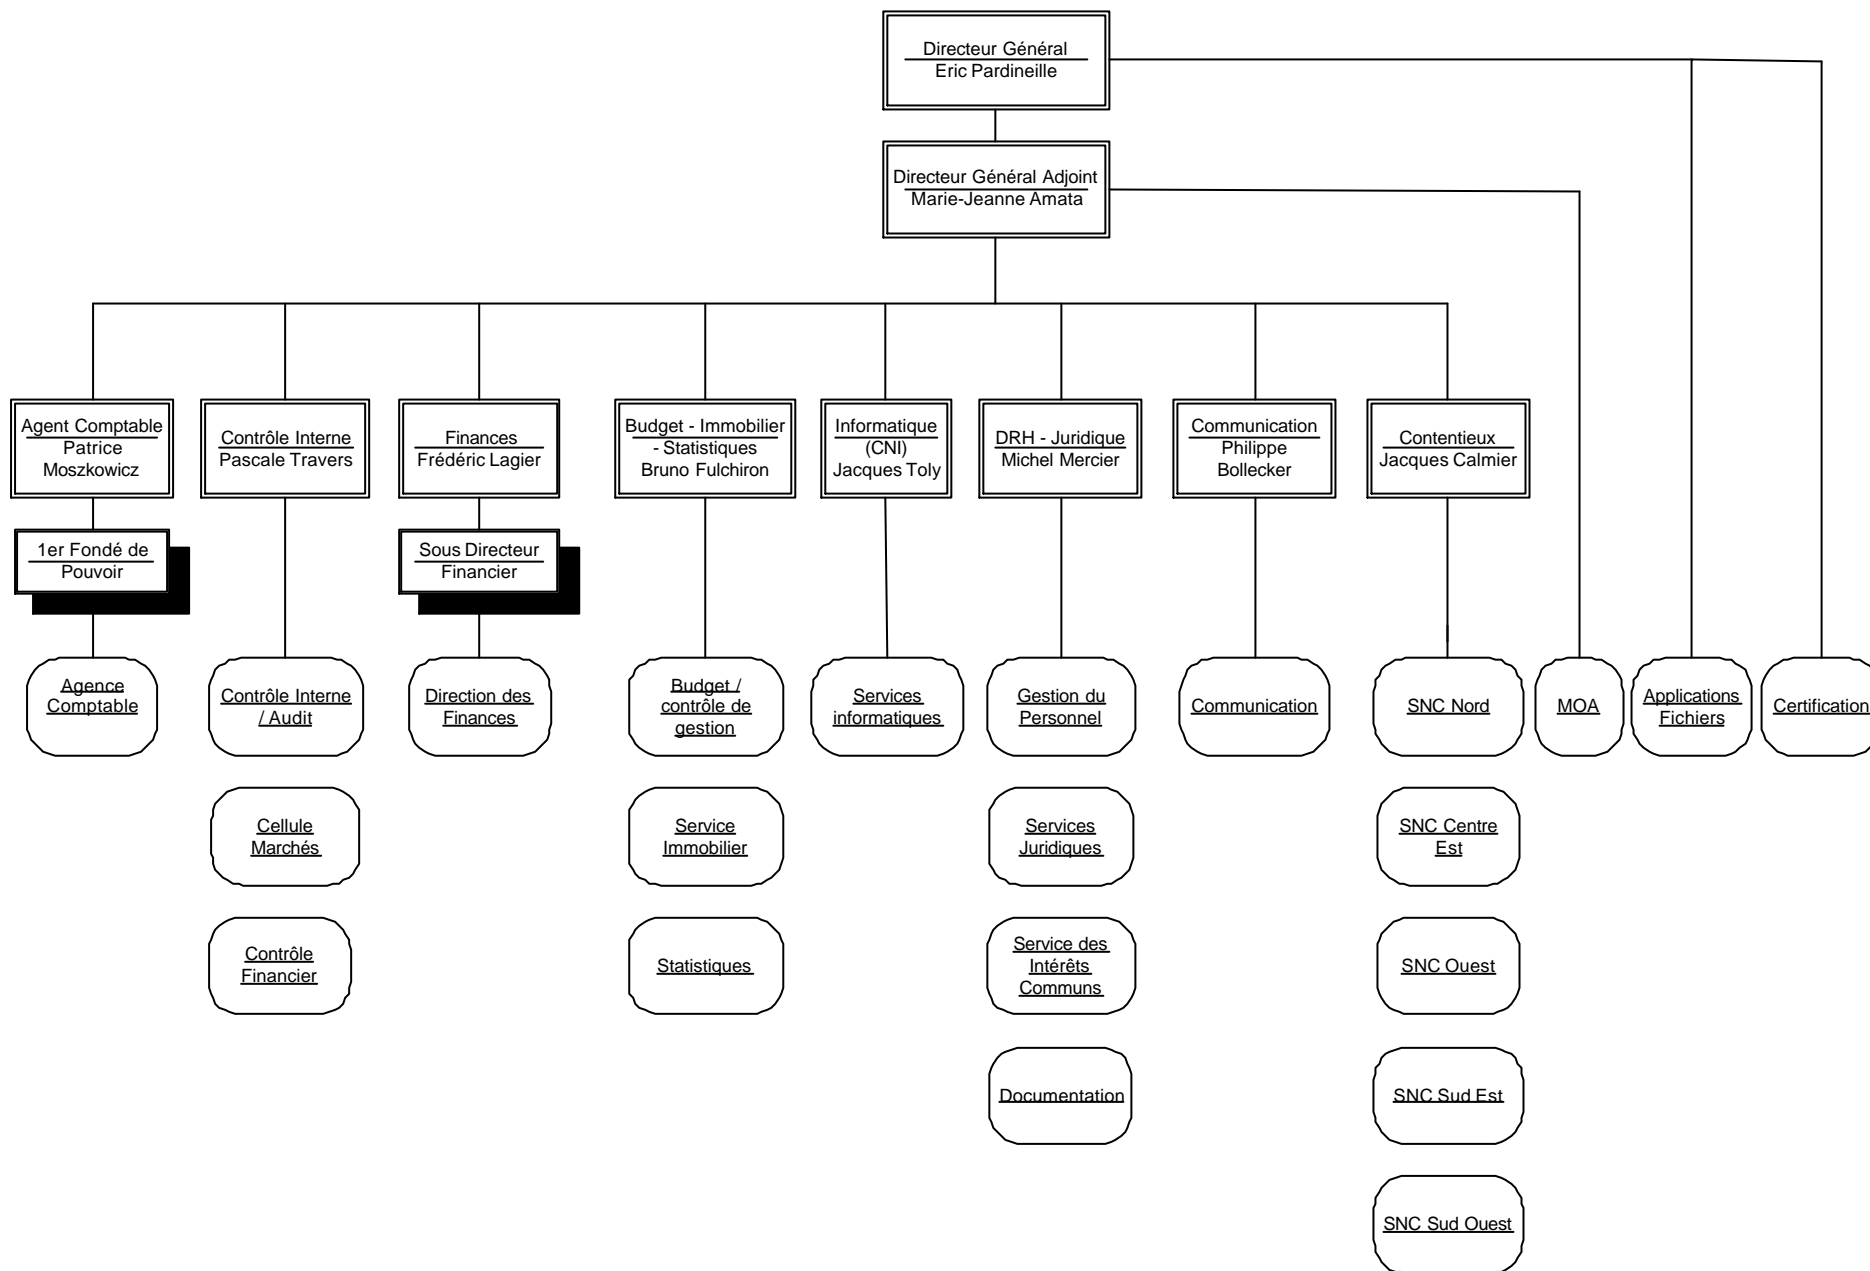 Directeur Général
Eric Pardineille
Directeur Général Adjoint
Marie-Jeanne Amata
Agent Comptable
Patrice
Moszkowicz
Contrôle Interne
Pascale Travers
Finances
Frédéric Lagier
Budget - Immobilier
- Statistiques
Bruno Fulchiron
Informatique
(CNI)
Jacques Toly
DRH - Juridique
Michel Mercier
Communication
Philippe
Bollecker
Contentieux
Jacques Calmier
1er Fondé de
Pouvoir
Sous Directeur
Financier
Agence
Comptable
Contrôle Interne
/ Audit
Direction des
Finances
Budget /
contrôle de
gestion
Services
informatiques
Gestion du
Personnel
Communication
SNC Nord
MOA
Applications
Fichiers
Certification
Cellule
Marchés
Service
Immobilier
Services
Juridiques
SNC Centre
Est
Contrôle
Financier
Statistiques
Service des
Intérêts
Communs
SNC Ouest
Documentation
SNC Sud Est
SNC Sud Ouest